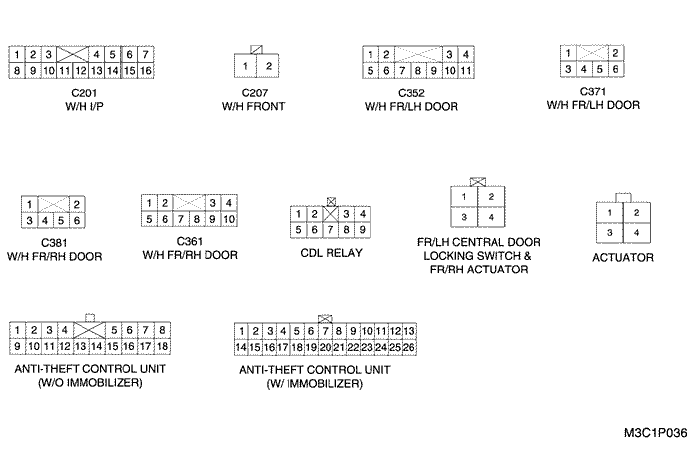 1 2 3 4 5 6 7
8 9 10 11 12 13 14 15 16
C201
W/H I/P
1 2
C207
W/H FRONT
1 2 3 4
5 6 7 8 9 10 11
C352
W/H FR/LH DOOR
1 2
3 4 5 6
C371
W/H FR/LH DOOR
1 2
3 4 5 6
C381
W/H FR/RH DOOR
1 2 3 4
5 6 7 8 9 10
C361
W/H FR/RH DOOR
1 2 3 4
5 6 7 8 9
CDL RELAY
1 2
3 4
FR/LH CENTRAL DOOR
LOCKING SWITCH &
FR/RH ACTUATOR
1 2
3 4
ACTUATOR
1 2 3 4 5 6 7 8
9 10 11 12 13 14 15 16 17 18
ANTI-THEFT CONTROL UNIT
(W/O IMMOBILIZER)
1 2 3 4 5 6 7 8 9 10 11 12 13
14 15 16 17 18 19 20 21 22 23 24 25 26
ANTI-THEFT CONTROL UNIT
(W/ IMMOBILIZER)
M3C1P036